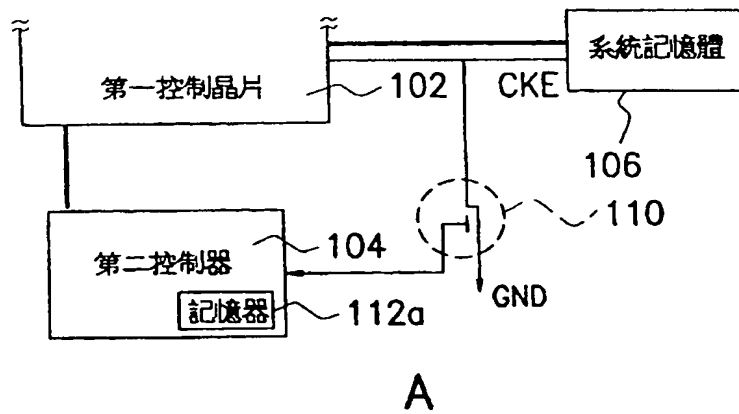 第一控制晶片
102
系統記憶體
CKE
106
110
第二控制器
104
記憶器
112a
GND
A